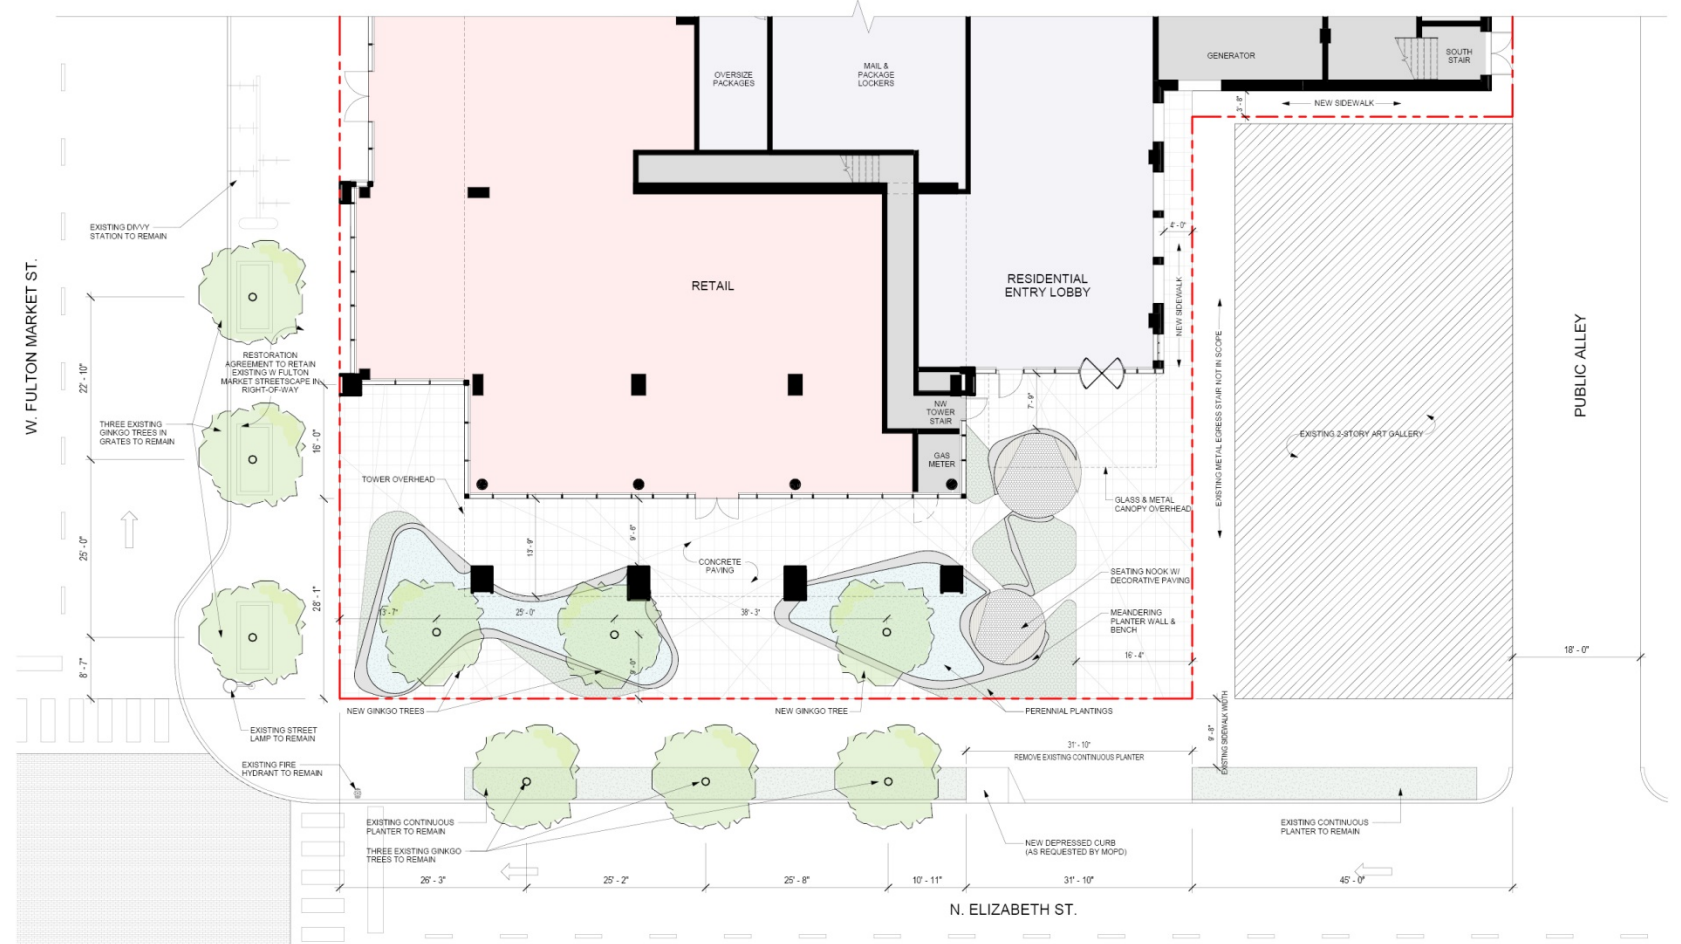 OVERSIZE
PACKAGES
MAIL &
PACKAGE
LOCKERS
GENERATOR
SOUTH
STAIR
3'- 8"
NEW SIDEWALK
EXISTING DIVVY
STATION TO REMAIN
4'- 0"
W. FULTON MARKET ST.
RETAIL
RESIDENTIAL
ENTRY LOBBY
NEW SIDEWALK
EXISTING METAL EGRESS STAIR NOT IN SCOPE
PUBLIC ALLEY
RESTORATION
AGREEMENT TO RETAIN
EXISTING W FULTON
MARKET STREETSCAPE IN
RIGHT-OF-WAY
22' - 10"
THREE EXISTING
GINKGO TREES IN
GRATES TO REMAIN
16' - 0"
7' - 9"
NW
TOWER
STAIR
GAS
METER
EXISTING 2-STORY ART GALLERY
TOWER OVERHEAD
GLASS & METAL
CANOPY OVERHEAD
25' - 0"
13' - 9"
9' - 6"
CONCRETE
PAVING
SEATING NOOK W/
DECORATIVE PAVING
28' - 1"
13' - 7"
25' - 0"
38' - 3"
MEANDERING
PLANTER WALL &
BENCH
8' - 7"
9' - 0"
16' - 4"
18' - 0"
NEW GINKGO TREES
NEW GINKGO TREE
PERENNIAL PLANTINGS
EXISTING STREET
LAMP TO REMAIN
9' - 8"
EXISTING SIDEWALK WIDTH
31' - 10"
REMOVE EXISTING CONTINUOUS PLANTER
EXISTING FIRE
HYDRANT TO REMAIN
EXISTING CONTINUOUS
PLANTER TO REMAIN
THREE EXISTING GINKGO
TREES TO REMAIN
NEW DEPRESSED CURB
(AS REQUESTED BY MOPD)
EXISTING CONTINUOUS
PLANTER TO REMAIN
26' - 3"
25' - 2"
25' - 8"
10' - 11"
31' - 10"
45' - 0"
N. ELIZABETH ST.